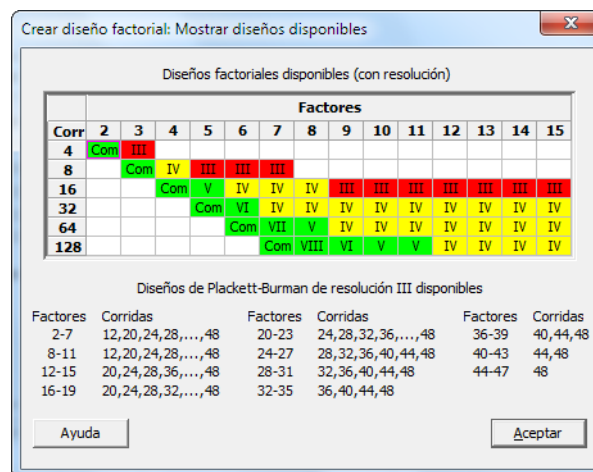 Crear diseño factorial: Mostrar diseños disponibles
Diseños factoriales disponibles (con resolución)
Factores
Corr 2 3 4 5 6 7 8 9 10 11 12 13 14 15
4 Com III
8 Com IV III III III
16 Com V IV IV IV III III III III III III III
32 Com VI IV IV IV IV IV IV IV IV IV
64 Com VII V IV IV IV IV IV IV IV
128 Com VIII VI V V IV IV IV IV
Diseños de Plackett-Burman de resolución III disponibles
Factores Corridas Factores Corridas Factores Corridas
2-7 12,20,24,28,...,48 20-23 24,28,32,36,...,48 36-39 40,44,48
8-11 12,20,24,28,...,48 24-27 28,32,36,40,44,48 40-43 44,48
12-15 20,24,28,36,...,48 28-31 32,36,40,44,48 44-47 48
16-19 20,24,28,32,...,48 32-35 36,40,44,48
Ayuda Aceptar